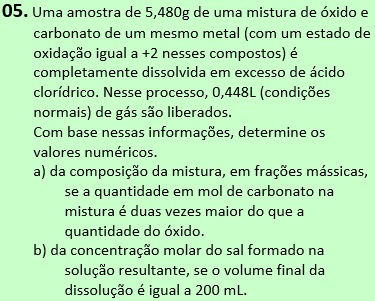 05. Uma amostra de 5,480g de uma mistura de óxido e
carbonato de um mesmo metal (com um estado de
oxidação igual a +2 nesses compostos) é
completamente dissolvida em excesso de ácido
clorídrico. Nesse processo, 0,448L (condições
normais) de gás são liberados.
Com base nessas informações, determine os
valores numéricos.
a) da composição da mistura, em frações mássicas,
se a quantidade em mol de carbonato na
mistura é duas vezes maior do que a
quantidade do óxido.
b) da concentração molar do sal formado na
solução resultante, se o volume final da
dissolução é igual a 200 mL.